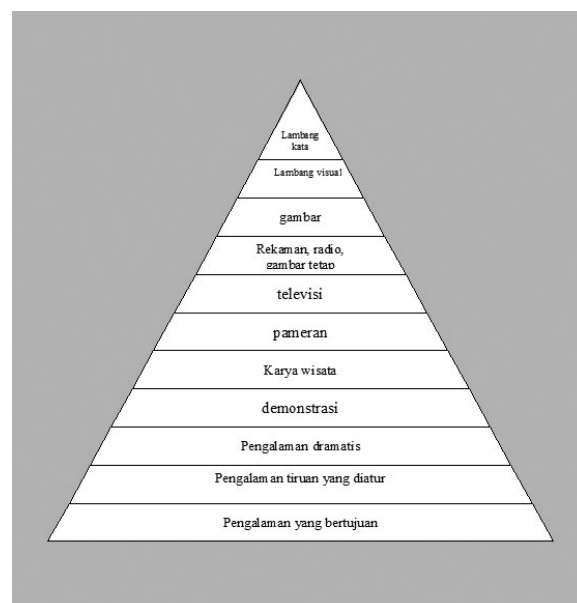 Lambang
kata
Lambang visual
gambar
Rekaman, radio,
gambar tetap
televisi
pameran
Karya wisata
demonstrasi
Pengalaman dramatis
Pengalaman tiruan yang diatur
Pengalaman yang bertujuan